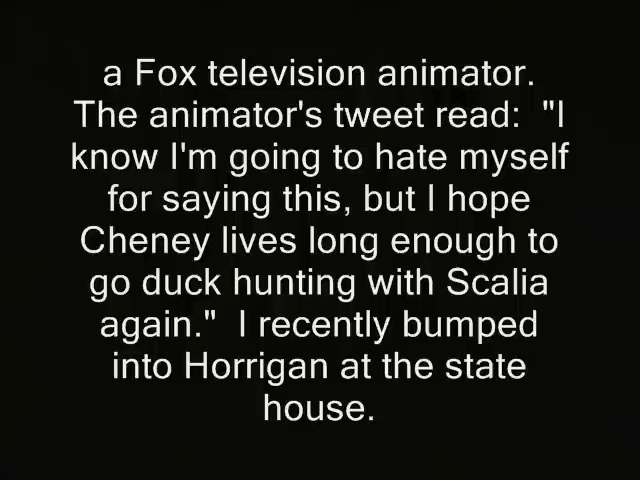 a Fox television animator.
The animator's tweet read:  "I
know I'm going to hate myself
for saying this, but I hope
Cheney lives long enough to
go duck hunting with Scalia
again."  I recently bumped
into Horrigan at the state
house.